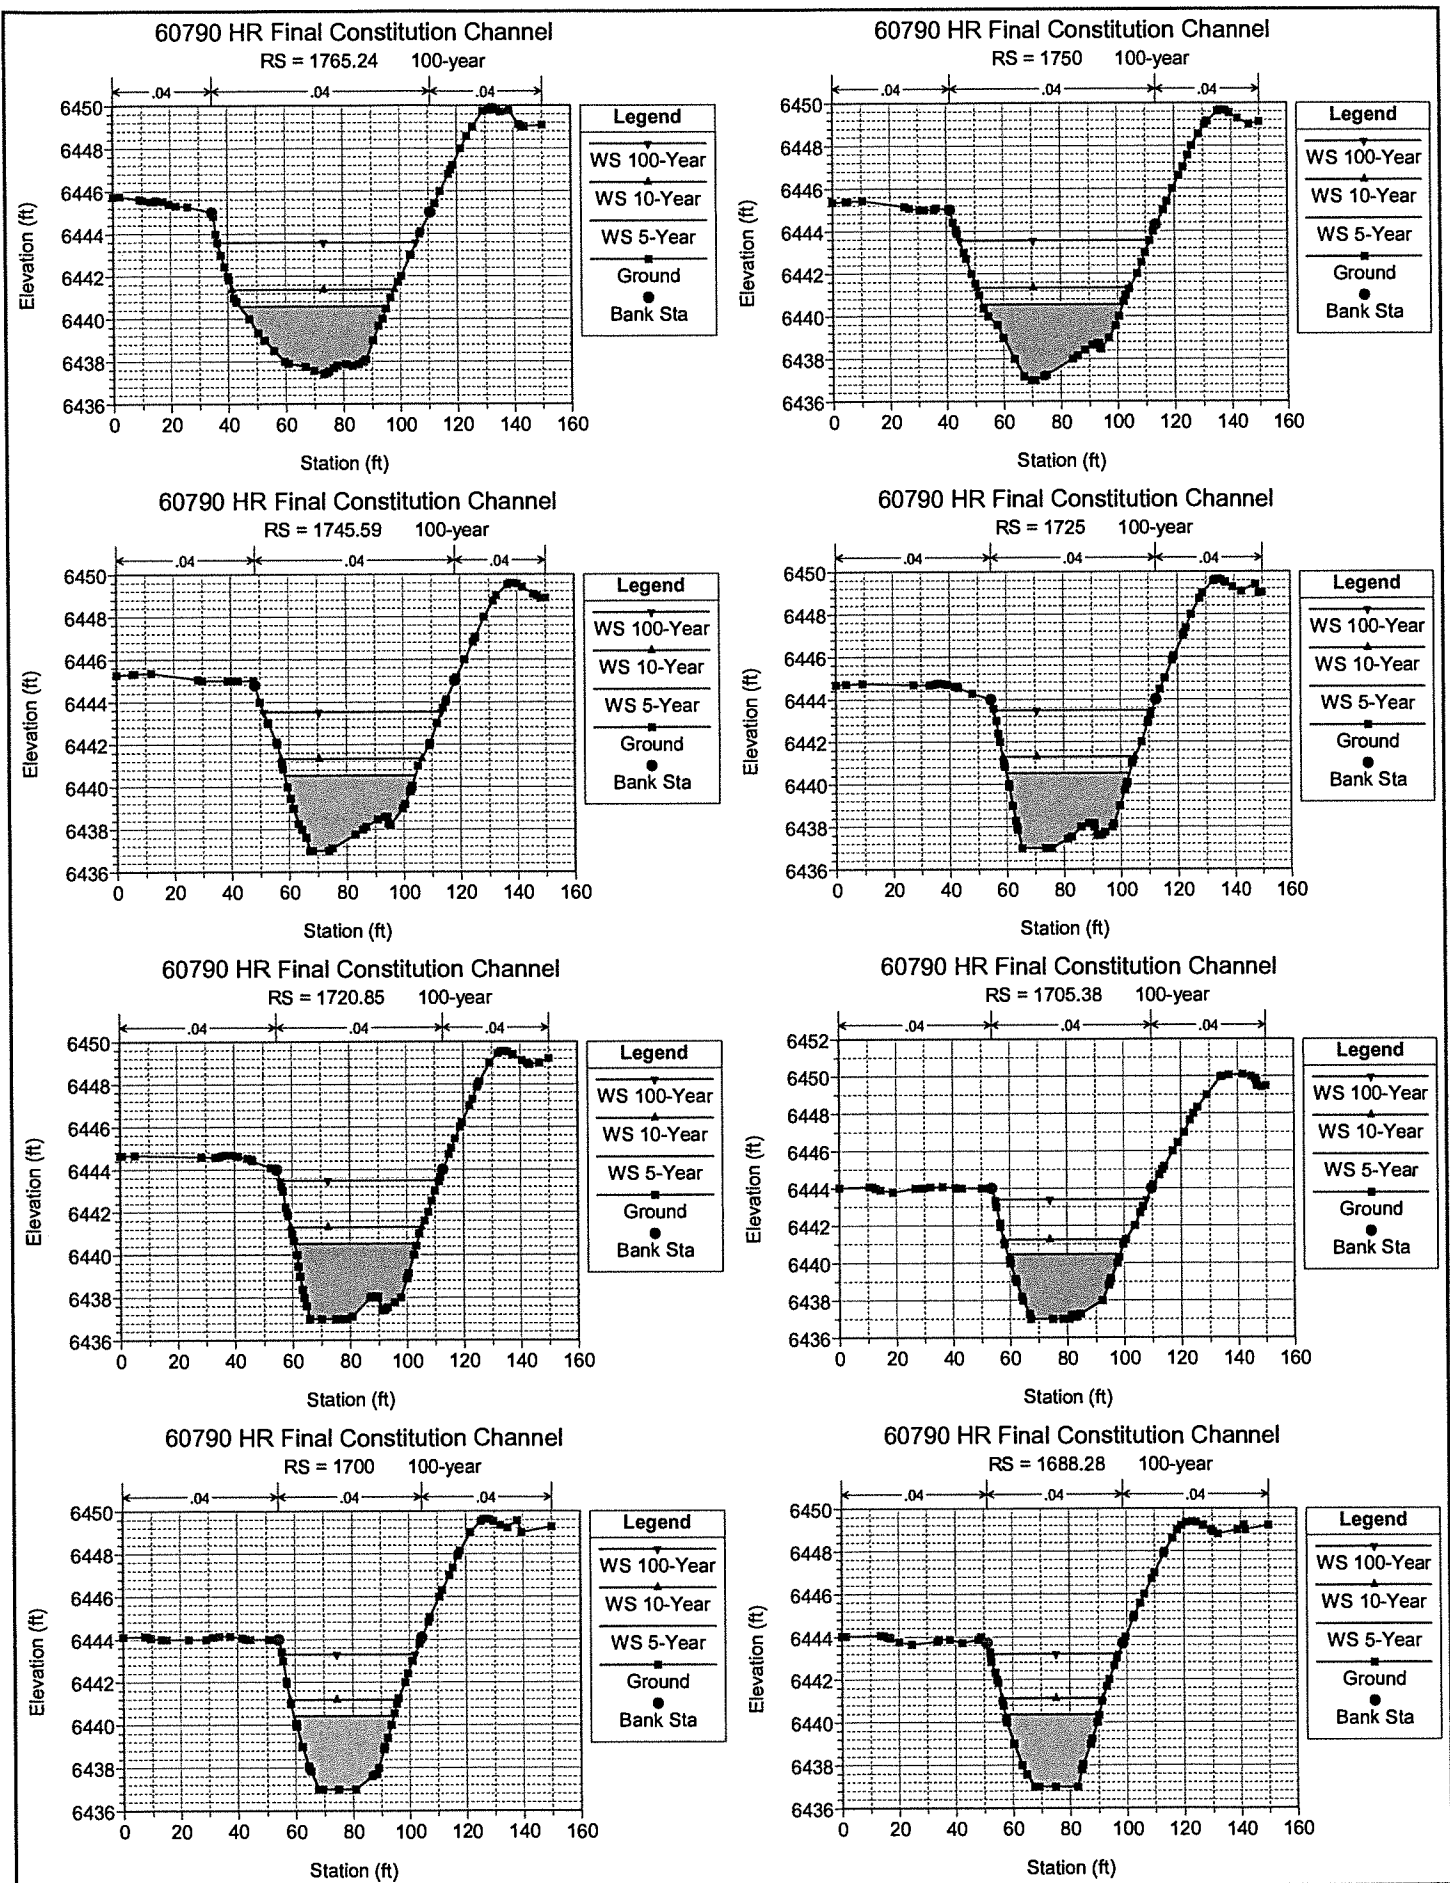 60790 HR Final Constitution Channel
RS = 1765.24 100-year
.04 .04 .04
6450
6448
6446
6444
6442
6440
6438
6436
Elevation (ft)
0 20 40 60 80 100 120 140 160
Station (ft)
Legend
WS 100-Year
WS 10-Year
WS 5-Year
Ground
Bank Sta
60790 HR Final Constitution Channel
RS = 1750 100-year
.04 .04 .04
6450
6448
6446
6444
6442
6440
6438
6436
Elevation (ft)
0 20 40 60 80 100 120 140 160
Station (ft)
Legend
WS 100-Year
WS 10-Year
WS 5-Year
Ground
Bank Sta
60790 HR Final Constitution Channel
RS = 1745.59 100-year
.04 .04 .04
6450
6448
6446
6444
6442
6440
6438
6436
Elevation (ft)
0 20 40 60 80 100 120 140 160
Station (ft)
Legend
WS 100-Year
WS 10-Year
WS 5-Year
Ground
Bank Sta
60790 HR Final Constitution Channel
RS = 1725 100-year
.04 .04 .04
6450
6448
6446
6444
6442
6440
6438
6436
Elevation (ft)
0 20 40 60 80 100 120 140 160
Station (ft)
Legend
WS 100-Year
WS 10-Year
WS 5-Year
Ground
Bank Sta
60790 HR Final Constitution Channel
RS = 1720.85 100-year
.04 .04 .04
6450
6448
6446
6444
6442
6440
6438
6436
Elevation (ft)
0 20 40 60 80 100 120 140 160
Station (ft)
Legend
WS 100-Year
WS 10-Year
WS 5-Year
Ground
Bank Sta
60790 HR Final Constitution Channel
RS = 1705.38 100-year
.04 .04 .04
6452
6450
6448
6446
6444
6442
6440
6438
6436
Elevation (ft)
0 20 40 60 80 100 120 140 160
Station (ft)
Legend
WS 100-Year
WS 10-Year
WS 5-Year
Ground
Bank Sta
60790 HR Final Constitution Channel
RS = 1700 100-year
.04 .04 .04
6450
6448
6446
6444
6442
6440
6438
6436
Elevation (ft)
0 20 40 60 80 100 120 140 160
Station (ft)
Legend
WS 100-Year
WS 10-Year
WS 5-Year
Ground
Bank Sta
60790 HR Final Constitution Channel
RS = 1688.28 100-year
.04 .04 .04
6450
6448
6446
6444
6442
6440
6438
6436
Elevation (ft)
0 20 40 60 80 100 120 140 160
Station (ft)
Legend
WS 100-Year
WS 10-Year
WS 5-Year
Ground
Bank Sta